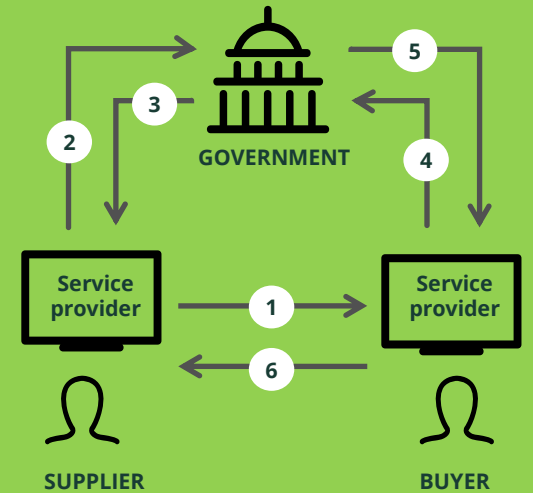 5
3
2
GOVERNMENT
4
Service
provider
Service
provider
1
6
SUPPLIER
BUYER